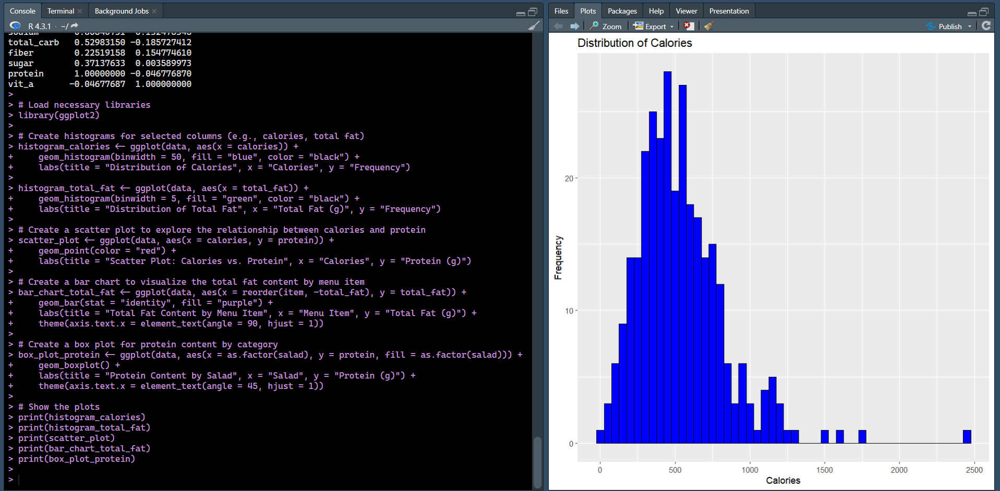 Console Terminal Background Jobs
R 4.3.1 · ~/
total_carb 0.52983150 -0.185727412
fiber 0.22519158 0.154774610
sugar 0.37137633 0.003589973
protein 1.00000000 -0.046776870
vit_a -0.04677687 1.000000000
>
> # Load necessary libraries
> library(ggplot2)
>
> # Create histograms for selected columns (e.g., calories, total fat)
> histogram_calories <- ggplot(data, aes(x = calories)) +
+ geom_histogram(binwidth = 50, fill = "blue", color = "black") +
+ labs(title = "Distribution of Calories", x = "Calories", y = "Frequency")
>
> histogram_total_fat <- ggplot(data, aes(x = total_fat)) +
+ geom_histogram(binwidth = 5, fill = "green", color = "black") +
+ labs(title = "Distribution of Total Fat", x = "Total Fat (g)", y = "Frequency")
>
> # Create a scatter plot to explore the relationship between calories and protein
> scatter_plot <- ggplot(data, aes(x = calories, y = protein)) +
+ geom_point(color = "red") +
+ labs(title = "Scatter Plot: Calories vs. Protein", x = "Calories", y = "Protein (g)")
>
> # Create a bar chart to visualize the total fat content by menu item
> bar_chart_total_fat <- ggplot(data, aes(x = reorder(item, -total_fat), y = total_fat)) +
+ geom_bar(stat = "identity", fill = "purple") +
+ labs(title = "Total Fat Content by Menu Item", x = "Menu Item", y = "Total Fat (g)") +
+ theme(axis.text.x = element_text(angle = 90, hjust = 1))
>
> # Create a box plot for protein content by category
> box_plot_protein <- ggplot(data, aes(x = as.factor(salad), y = protein, fill = as.factor(salad))) +
+ geom_boxplot() +
+ labs(title = "Protein Content by Salad", x = "Salad", y = "Protein (g)") +
+ theme(axis.text.x = element_text(angle = 45, hjust = 1))
>
> # Show the plots
> print(histogram_calories)
> print(histogram_total_fat)
> print(scatter_plot)
> print(bar_chart_total_fat)
> print(box_plot_protein)
>
>
Files Plots Packages Help Viewer Presentation
Zoom Export Publish
Distribution of Calories
Frequency
20
10
0
0 500 1000 1500 2000 2500
Calories